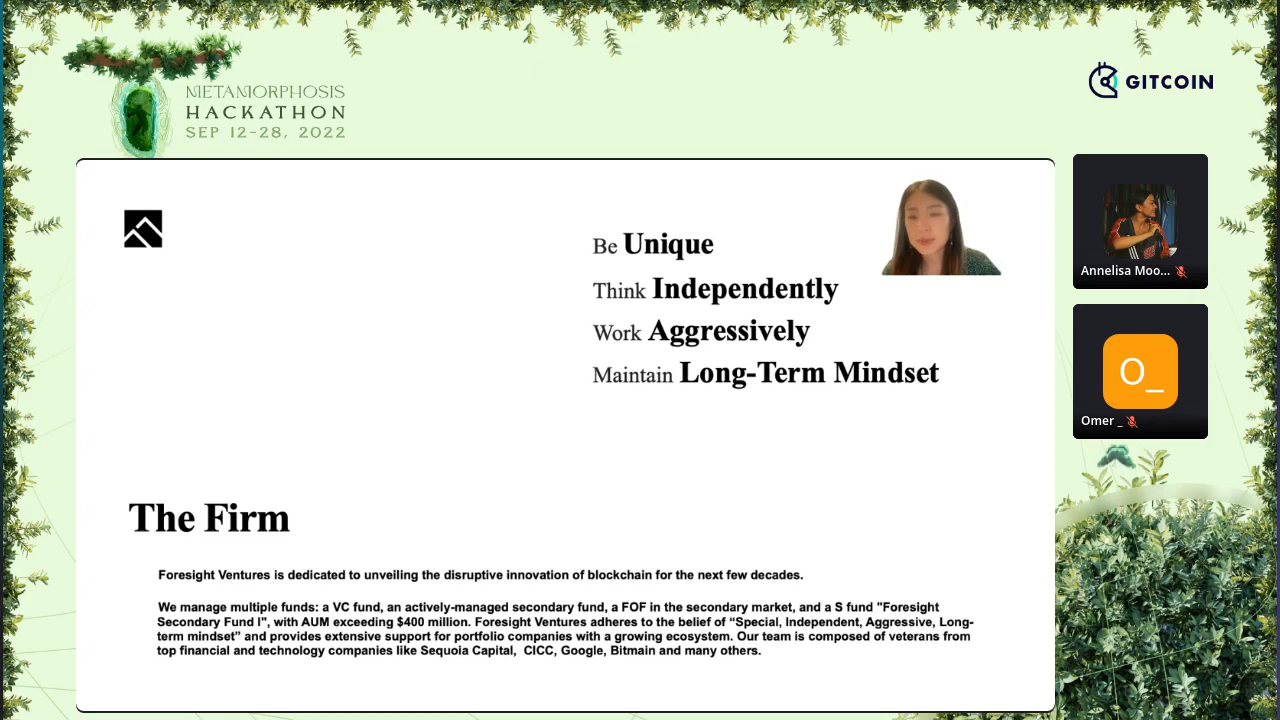 METAMORPHOSIS
HACKATHON
SEP 12-28, 2022
GITCOIN
Be Unique
Think Independently
Work Aggressively
Maintain Long-Term Mindset
Annelisa Moo...
O_
Omer _
The Firm
Foresight Ventures is dedicated to unveiling the disruptive innovation of blockchain for the next few decades.
We manage multiple funds: a VC fund, an actively-managed secondary fund, a FOF in the secondary market, and a S fund "Foresight
Secondary Fund I", with AUM exceeding $400 million. Foresight Ventures adheres to the belief of “Special, Independent, Aggressive, Long-
term mindset” and provides extensive support for portfolio companies with a growing ecosystem. Our team is composed of veterans from
top financial and technology companies like Sequoia Capital,  CICC, Google, Bitmain and many others.